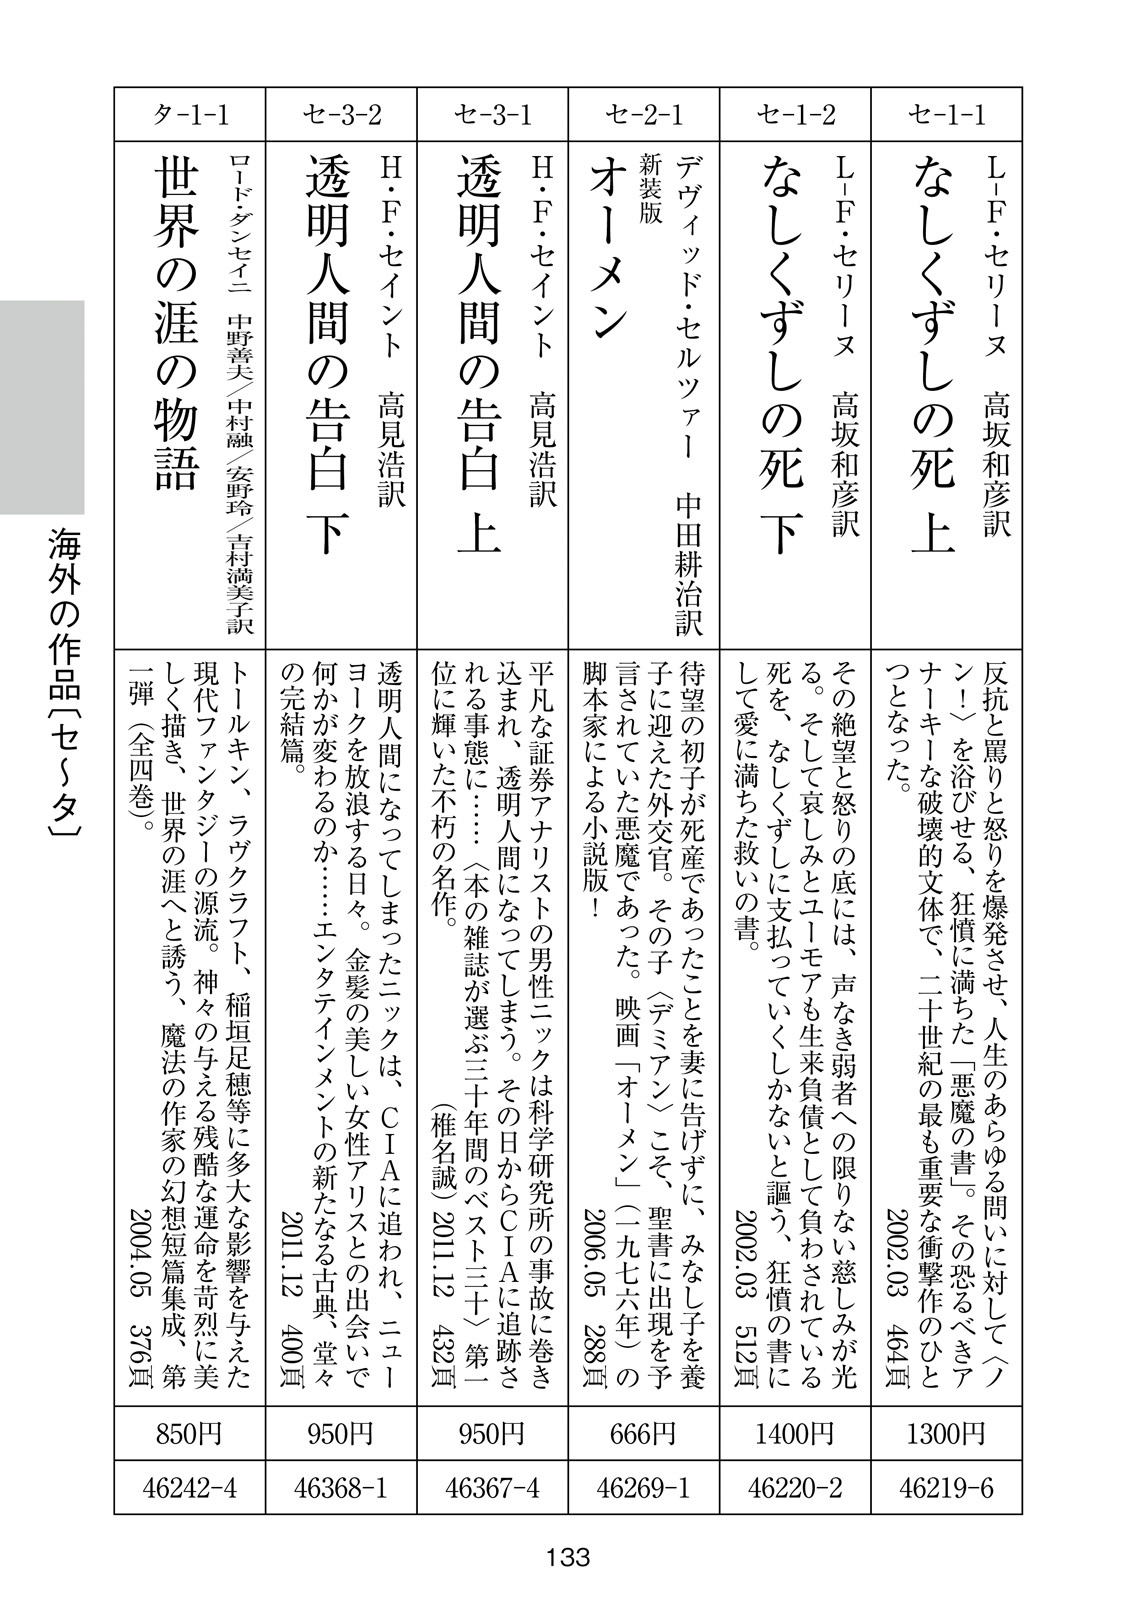 セ-1-1
L-F・セリーヌ　高坂和彦訳
なしくずしの死 上
反抗と罵りと怒りを爆発させ、人生のあらゆる問いに対して〈ノ
ン！〉を浴びせる、狂憤に満ちた「悪魔の書」。その恐るべきア
ナーキーな破壊的文体で、二十世紀の最も重要な衝撃作のひと
つとなった。
2002.03　464頁
1300円
46219-6
セ-1-2
L-F・セリーヌ　高坂和彦訳
なしくずしの死 下
その絶望と怒りの底には、声なき弱者への限りない慈しみが光
る。そして哀しみとユーモアも生来負債として負わされている
死を、なしくずしに支払っていくしかないと謳う、狂憤の書に
して愛に満ちた救いの書。
2002.03　512頁
1400円
46220-2
セ-2-1
デヴィッド・セルツァー　中田耕治訳
新装版
オーメン
待望の初子が死産であったことを妻に告げずに、みなし子を養
子に迎えた外交官。その子〈デミアン〉こそ、聖書に出現を予
言されていた悪魔であった。映画「オーメン」（一九七六年）の
脚本家による小説版！
2006.05　288頁
666円
46269-1
セ-3-1
H・F・セイント　高見浩訳
透明人間の告白 上
平凡な証券アナリストの男性ニックは科学研究所の事故に巻き
込まれ、透明人間になってしまう。その日からCIAに追跡さ
れる事態に……〈本の雑誌が選ぶ三十年間のベスト三十〉第一
位に輝いた不朽の名作。
（椎名誠）2011.12　432頁
950円
46367-4
セ-3-2
H・F・セイント　高見浩訳
透明人間の告白 下
透明人間になってしまったニックは、CIAに追われ、ニュー
ヨークを放浪する日々。金髪の美しい女性アリスとの出会いで
何かが変わるのか……エンタテインメントの新たなる古典、堂々
の完結篇。
2011.12　400頁
950円
46368-1
タ-1-1
ロード・ダンセイニ　中野善夫／中村融／安野玲／吉村満美子訳
世界の涯の物語
トールキン、ラヴクラフト、稲垣足穂等に多大な影響を与えた
現代ファンタジーの源流。神々の与える残酷な運命を苛烈に美
しく描き、世界の涯へと誘う、魔法の作家の幻想短篇集成、第
一弾（全四巻）。
2004.05　376頁
850円
46242-4
海外の作品〔セ〜タ〕
133